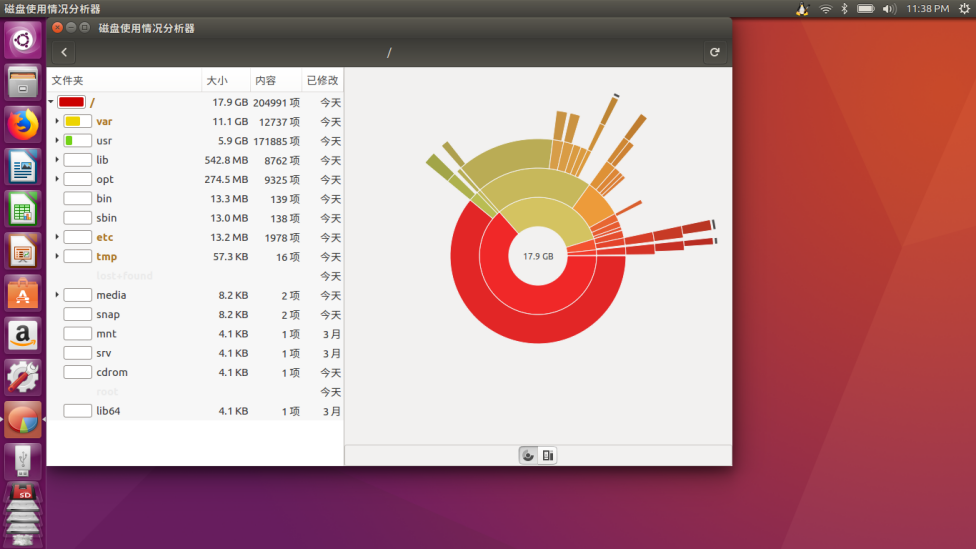 磁盘使用情况分析器
11:38 PM
磁盘使用情况分析器
/
文件夹 大小 内容 已修改
/ 17.9 GB 204991 项 今天
var 11.1 GB 12737 项 今天
usr 5.9 GB 171885 项 今天
lib 542.8 MB 8762 项 今天
opt 274.5 MB 9325 项 今天
bin 13.3 MB 139 项 今天
sbin 13.0 MB 138 项 今天
etc 13.2 MB 1978 项 今天
tmp 57.3 KB 16 项 今天
lost+found 今天
media 8.2 KB 2 项 今天
snap 8.2 KB 2 项 今天
mnt 4.1 KB 1 项 3 月
srv 4.1 KB 1 项 今天
cdrom 4.1 KB 1 项 今天
root 今天
lib64 4.1 KB 1 项 3 月
17.9 GB
A
a
SD